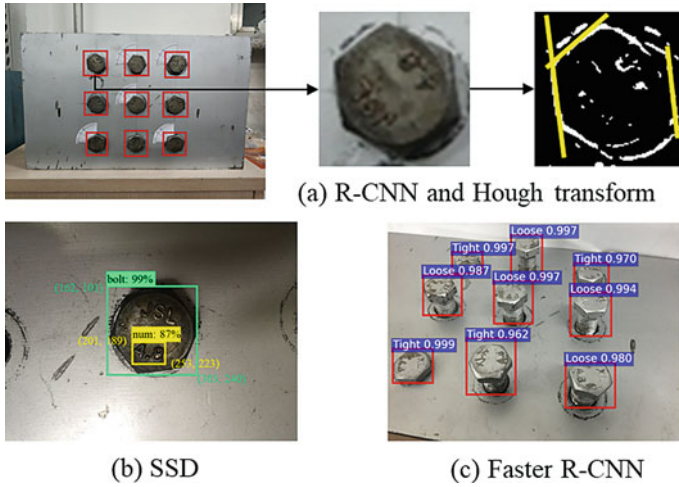 (a) R-CNN and Hough transform
bolt: 99%
num: 87%
(201, 189)
(253, 223)
(b) SSD
Loose 0.997
Tight 0.997
Tight 0.970
Loose 0.987
Loose 0.997
Loose 0.994
Tight 0.999
Tight 0.962
Loose 0.980
(c) Faster R-CNN